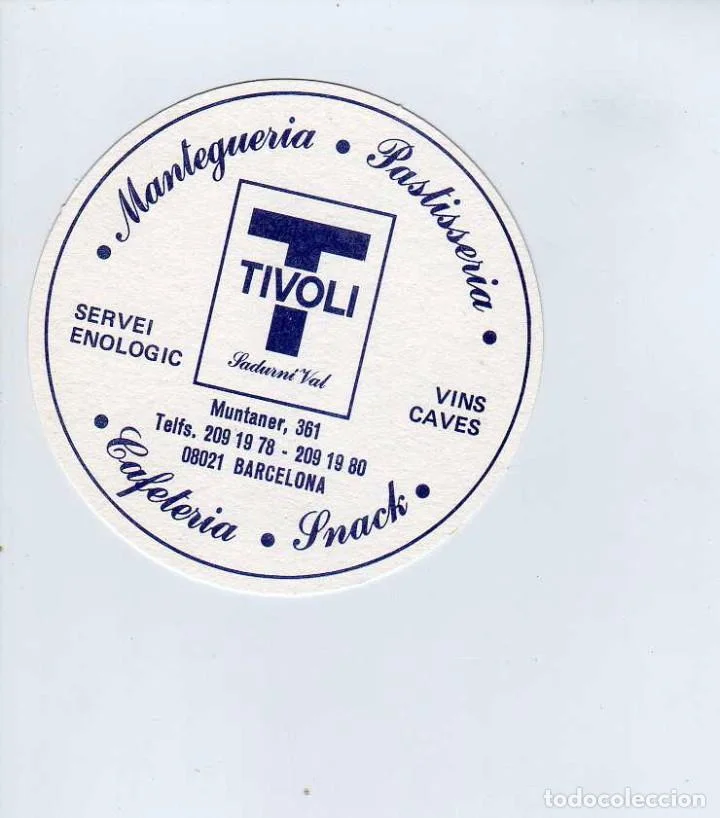 • Mantegueria • Pastisseria •
TIVOLI
Sadurní Val
SERVEI
ENOLOGIC
VINS
CAVES
Muntaner, 361
Telfs. 209 19 78 - 209 19 80
08021 BARCELONA
• Cafeteria • Snack •
todocoleccion